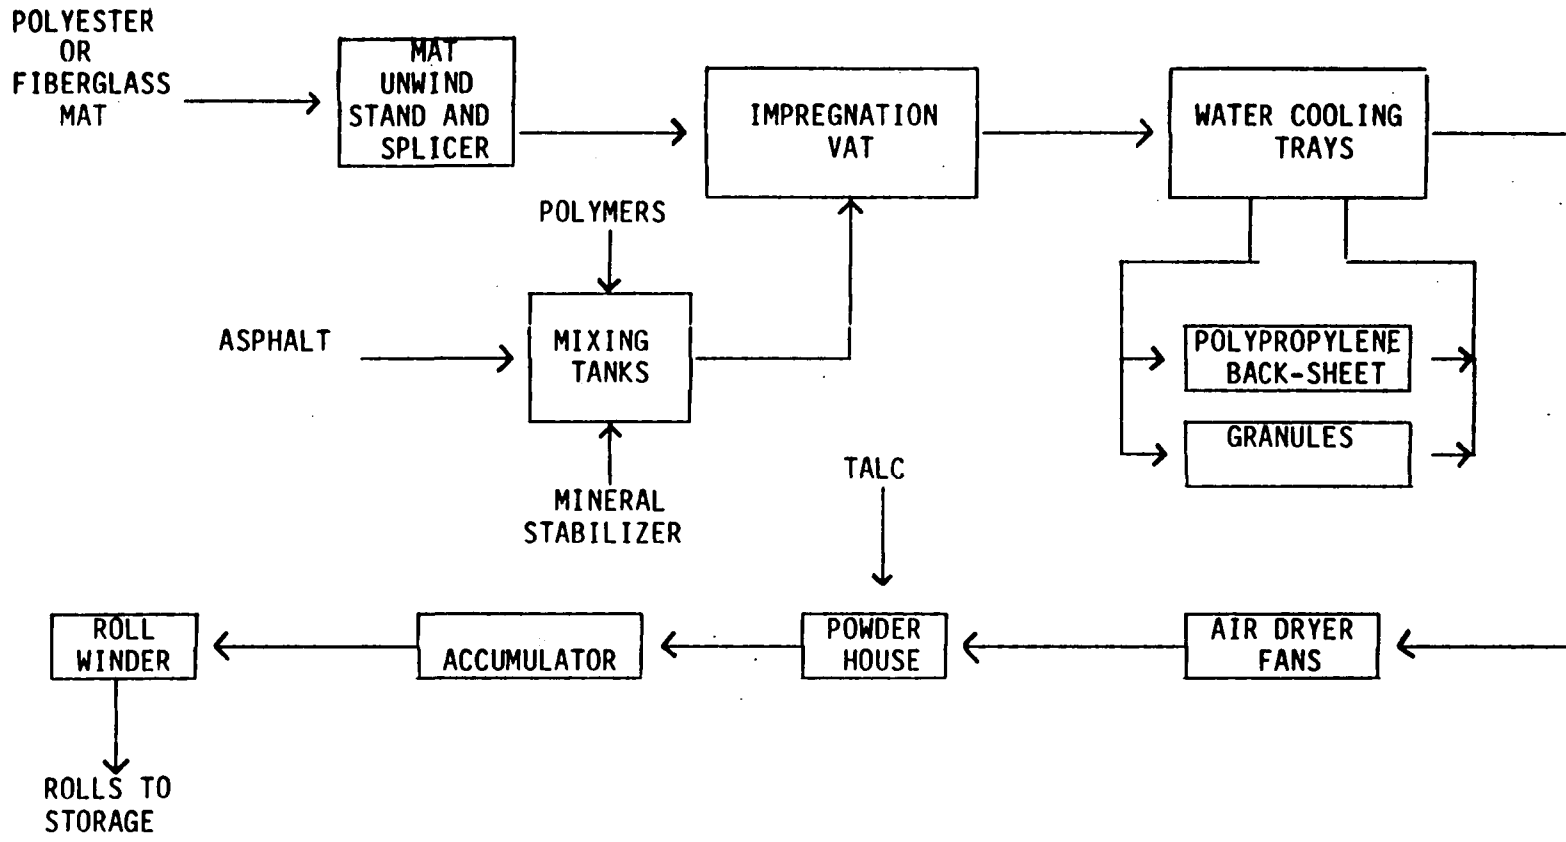 POLYESTER
OR
FIBERGLASS
MAT
MAT
UNWIND
STAND AND
SPLICER
IMPREGNATION
VAT
WATER COOLING
TRAYS
POLYMERS
ASPHALT
MIXING
TANKS
MINERAL
STABILIZER
POLYPROPYLENE
BACK-SHEET
GRANULES
TALC
ROLL
WINDER
ACCUMULATOR
POWDER
HOUSE
AIR DRYER
FANS
ROLLS TO
STORAGE